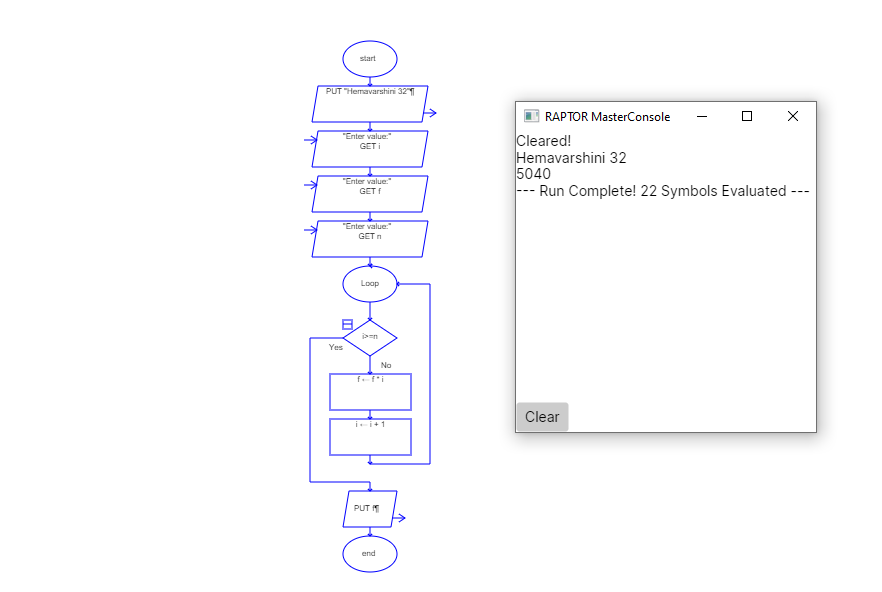 start
PUT "Hemavarshini 32"¶
"Enter value:"
GET i
"Enter value:"
GET f
"Enter value:"
GET n
Loop
i>=n
Yes
No
f ← f * i
i ← i + 1
PUT f¶
end
RAPTOR MasterConsole
Cleared!
Hemavarshini 32
5040
--- Run Complete! 22 Symbols Evaluated ---
Clear